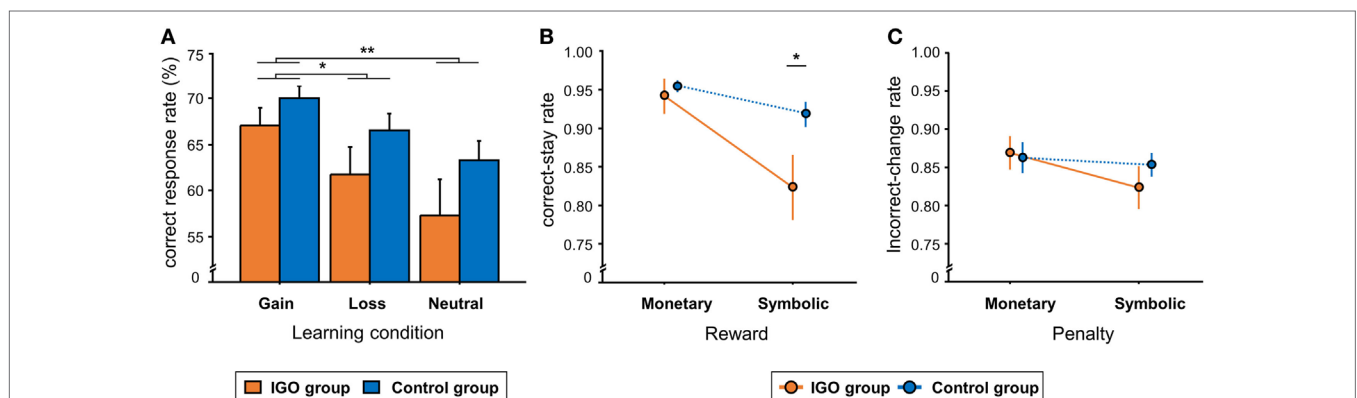 A
B
C
correct response rate (%)
75
70
65
60
55
0
**
*
Gain Loss Neutral
Learning condition
IGO group Control group
correct-stay rate
1.00
0.95
0.90
0.85
0.80
0.75
0
*
Monetary Symbolic
Reward
Incorrect-change rate
1.00
0.95
0.90
0.85
0.80
0.75
0
Monetary Symbolic
Penalty
IGO group Control group